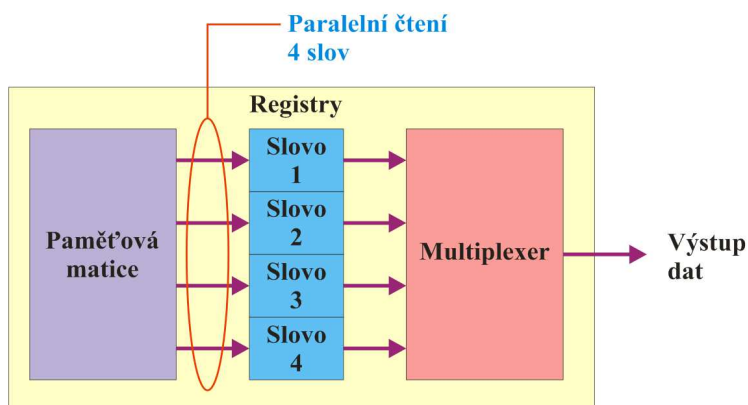 Paralelní čtení
4 slov
Registry
Paměťová
matice
Slovo
1
Slovo
2
Slovo
3
Slovo
4
Multiplexer
Výstup
dat